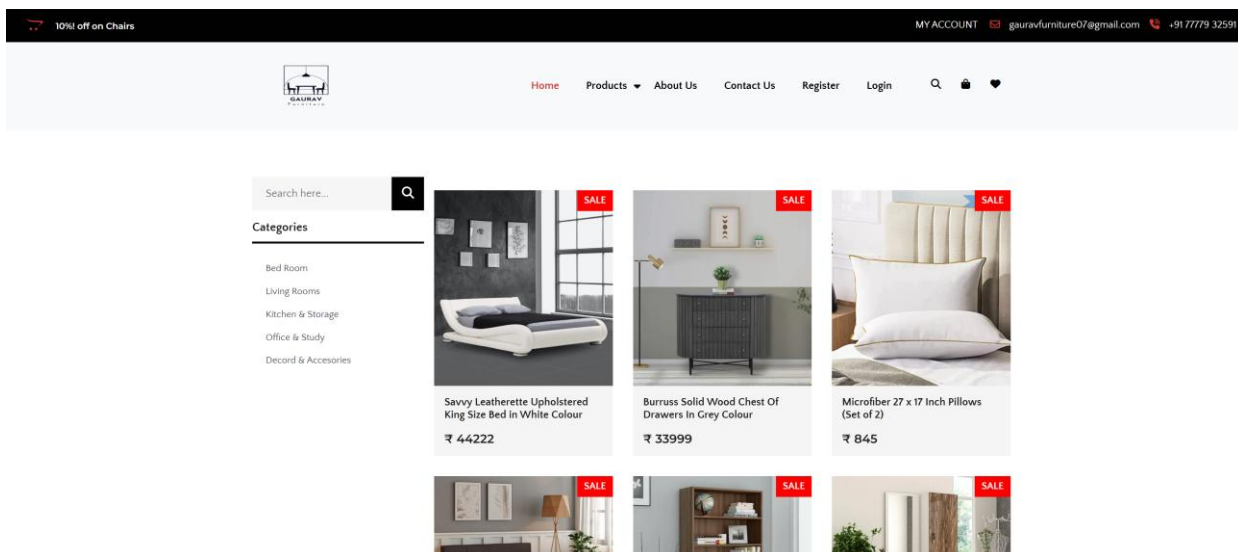 10%! off on Chairs
MY ACCOUNT gauravfurniture07@gmail.com +91 77779 32591
GAURAV
Furniture
Home Products About Us Contact Us Register Login
Search here...
Categories
Bed Room
Living Rooms
Kitchen & Storage
Office & Study
Decord & Accesories
SALE
Savvy Leatherette Upholstered
King Size Bed in White Colour
₹ 44222
SALE
Burruss Solid Wood Chest Of
Drawers In Grey Colour
₹ 33999
SALE
Microfiber 27 x 17 Inch Pillows
(Set of 2)
₹ 845
SALE
SALE
SALE